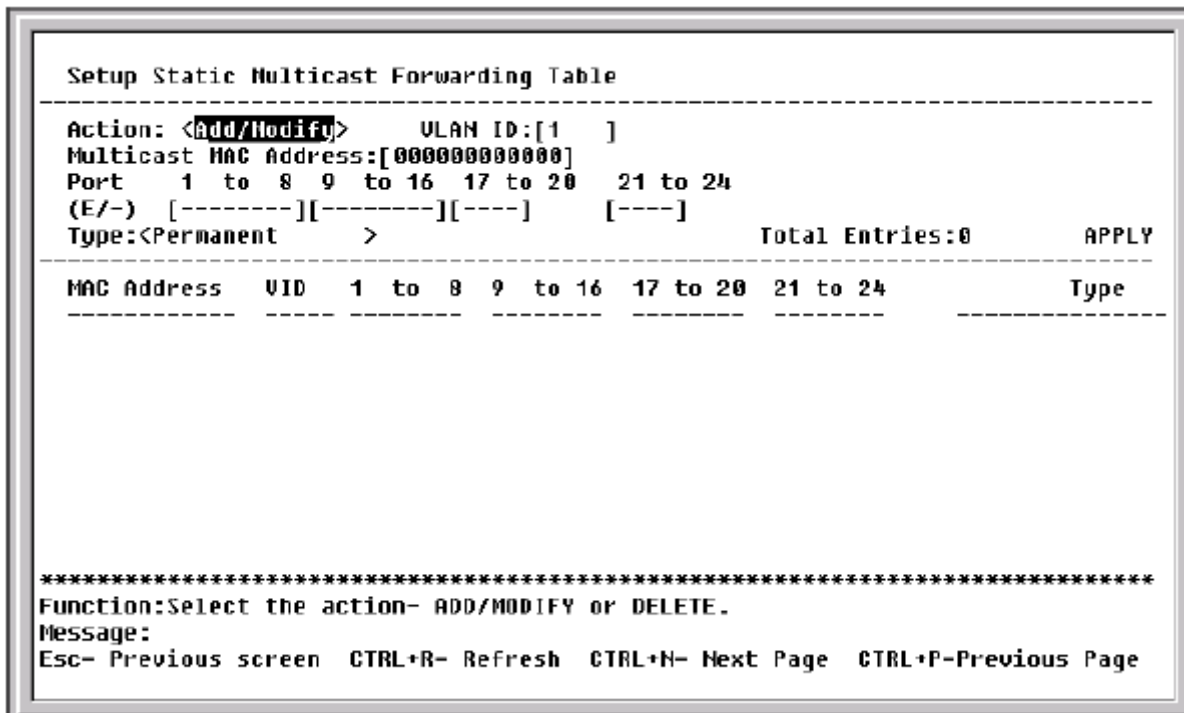 Setup Static Multicast Forwarding Table
--------------------------------------------------------------------------------
Action: <Add/Modify>     VLAN ID:[1   ]
Multicast MAC Address:[000000000000]
Port    1  to  8  9  to 16  17 to 20   21 to 24
(E/-)  [--------][--------][----]     [----]
Type:<Permanent      >                           Total Entries:0        APPLY
--------------------------------------------------------------------------------
MAC Address   VID   1  to  8  9  to 16  17 to 20  21 to 24             Type
------------  ----- --------  --------  --------  --------     ---------------
********************************************************************************
Function:Select the action- ADD/MODIFY or DELETE.
Message:
Esc- Previous screen  CTRL+R- Refresh  CTRL+N- Next Page  CTRL+P-Previous Page